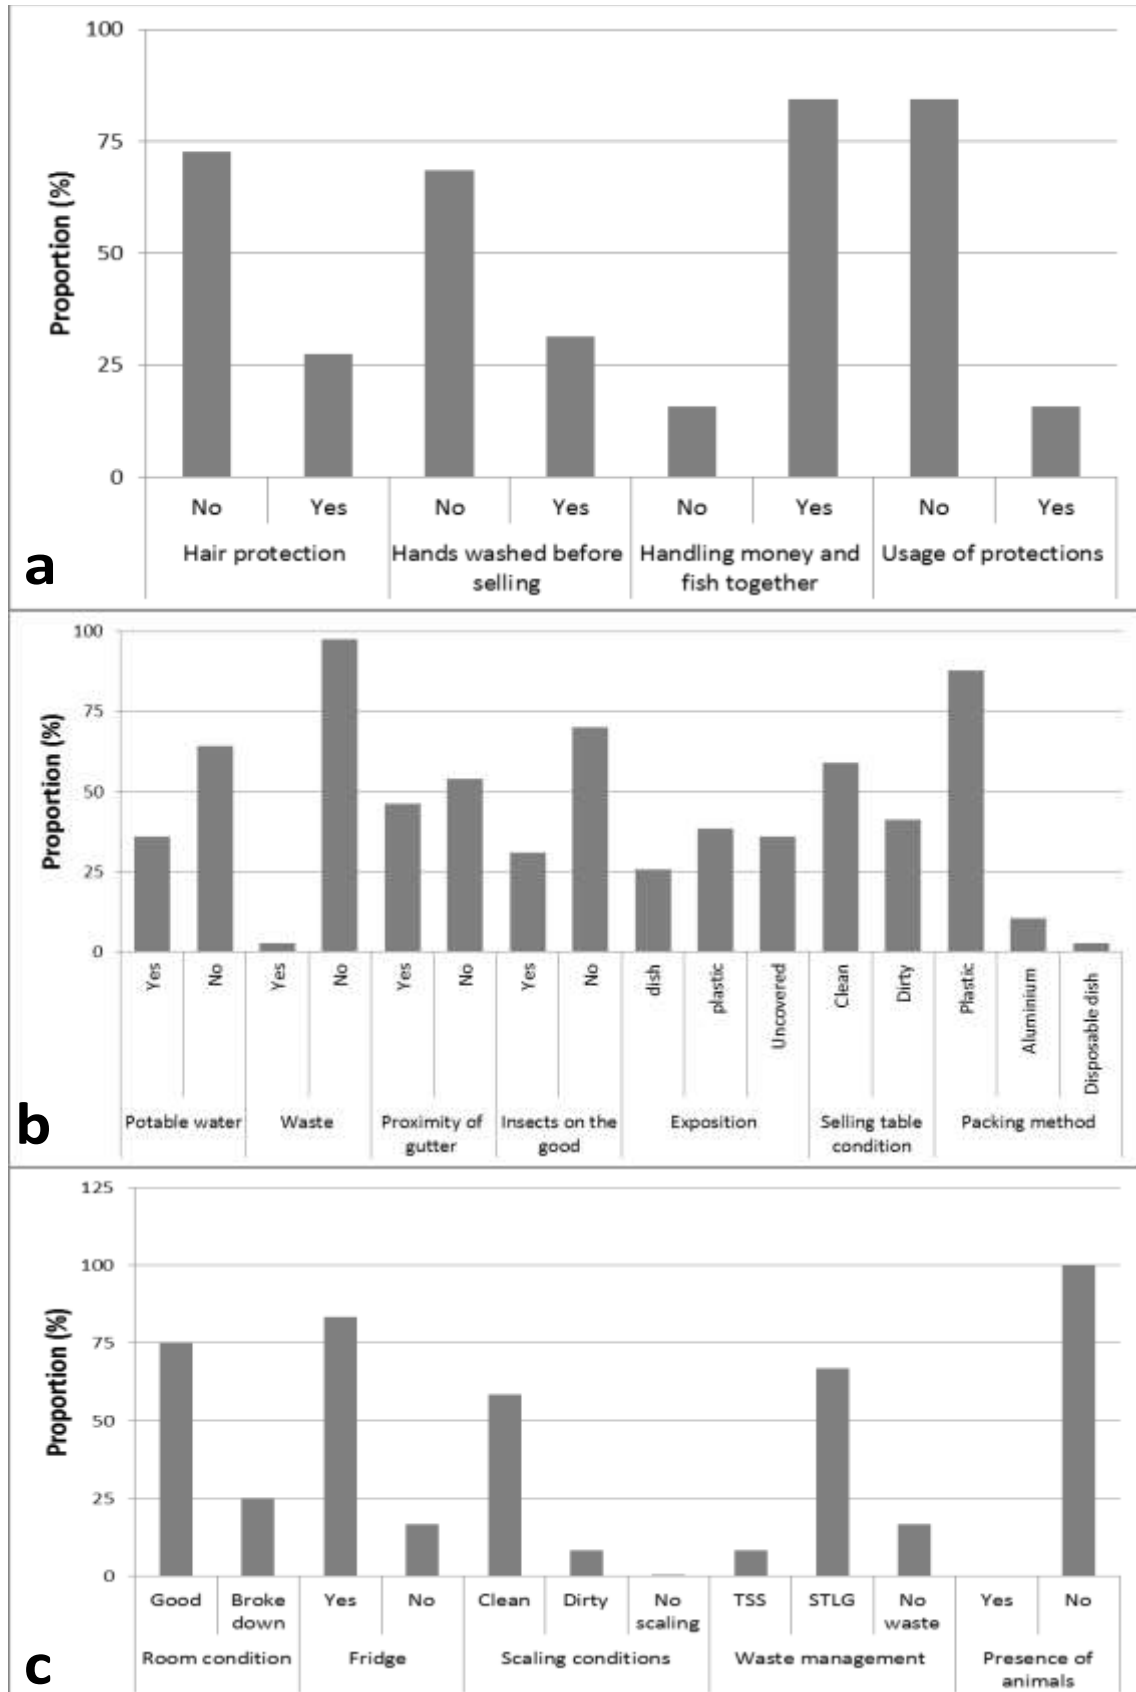 100
75
50
25
0
Proportion (%)
No Yes No Yes No Yes No Yes
Hair protection Hands washed before selling Handling money and fish together Usage of protections
a
100
75
50
25
0
Proportion (%)
Yes No Yes No Yes No Yes No dish plastic Uncovered Clean Dirty Plastic Aluminium Disposable dish
Potable water Waste Proximity of gutter Insects on the good Exposition Selling table condition Packing method
b
125
100
75
50
25
0
Proportion (%)
Good Broke down Yes No Clean Dirty No scaling TSS STLG No waste Yes No
Room condition Fridge Scaling conditions Waste management Presence of animals
c